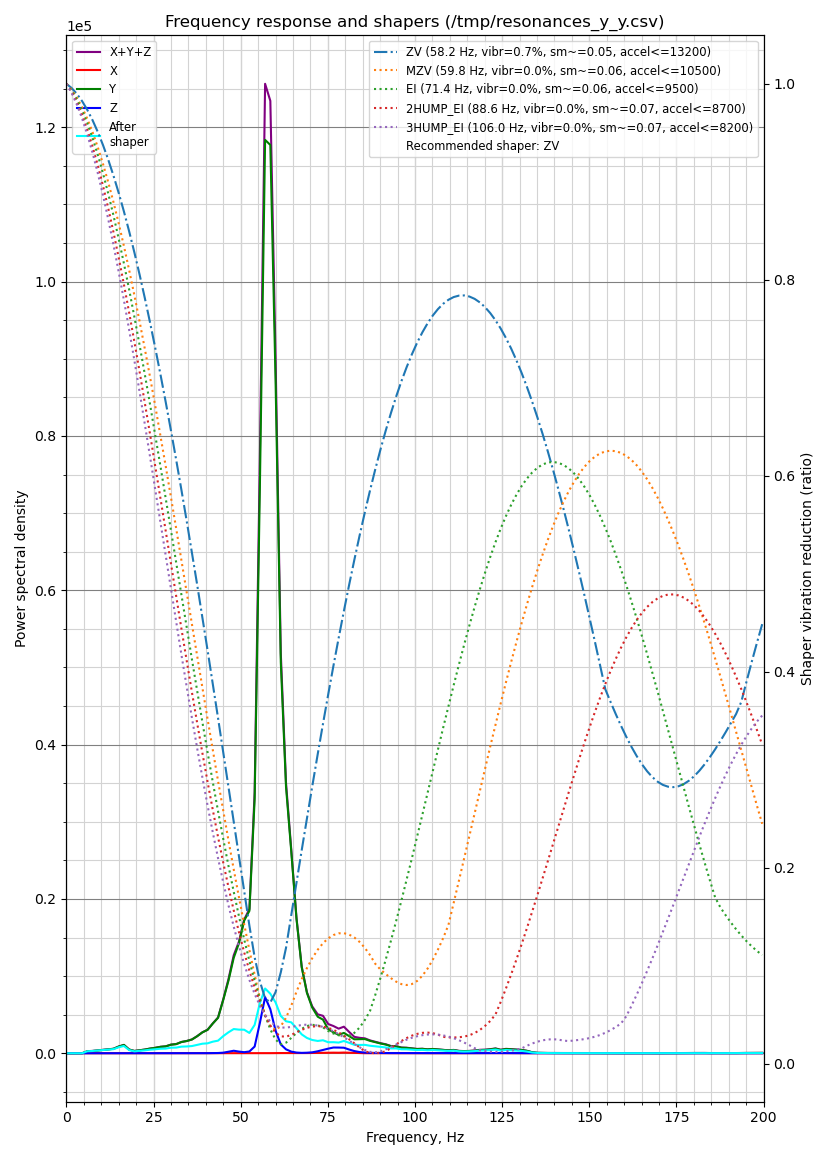 Frequency response and shapers (/tmp/resonances_y_y.csv)
1e5
X+Y+Z
X
Y
Z
After
shaper
ZV (58.2 Hz, vibr=0.7%, sm~=0.05, accel<=13200)
MZV (59.8 Hz, vibr=0.0%, sm~=0.06, accel<=10500)
EI (71.4 Hz, vibr=0.0%, sm~=0.06, accel<=9500)
2HUMP_EI (88.6 Hz, vibr=0.0%, sm~=0.07, accel<=8700)
3HUMP_EI (106.0 Hz, vibr=0.0%, sm~=0.07, accel<=8200)
Recommended shaper: ZV
Power spectral density
1.2
1.0
0.8
0.6
0.4
0.2
0.0
1.0
0.8
0.6
0.4
0.2
0.0
Shaper vibration reduction (ratio)
0 25 50 75 100 125 150 175 200
Frequency, Hz